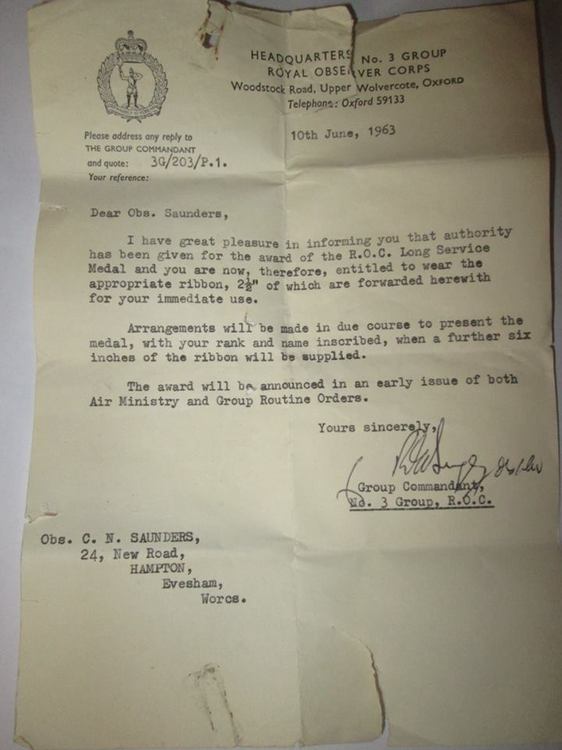 HEADQUARTERS No. 3 GROUP
ROYAL OBSERVER CORPS
Woodstock Road, Upper Wolvercote, OXFORD
Telephone: Oxford 59133
10th June, 1963
Please address any reply to
THE GROUP COMMANDANT
and quote: 3G/203/P.1.
Your reference:
Dear Obs. Saunders,
I have great pleasure in informing you that authority
has been given for the award of the R.O.C. Long Service
Medal and you are now, therefore, entitled to wear the
appropriate ribbon, 2½" of which are forwarded herewith
for your immediate use.
Arrangements will be made in due course to present the
medal, with your rank and name inscribed, when a further six
inches of the ribbon will be supplied.
The award will be announced in an early issue of both
Air Ministry and Group Routine Orders.
Yours sincerely,
Group Commandant,
No. 3 Group, R.O.C.
Obs. C. N. SAUNDERS,
24, New Road,
HAMPTON,
Evesham,
Worcs.